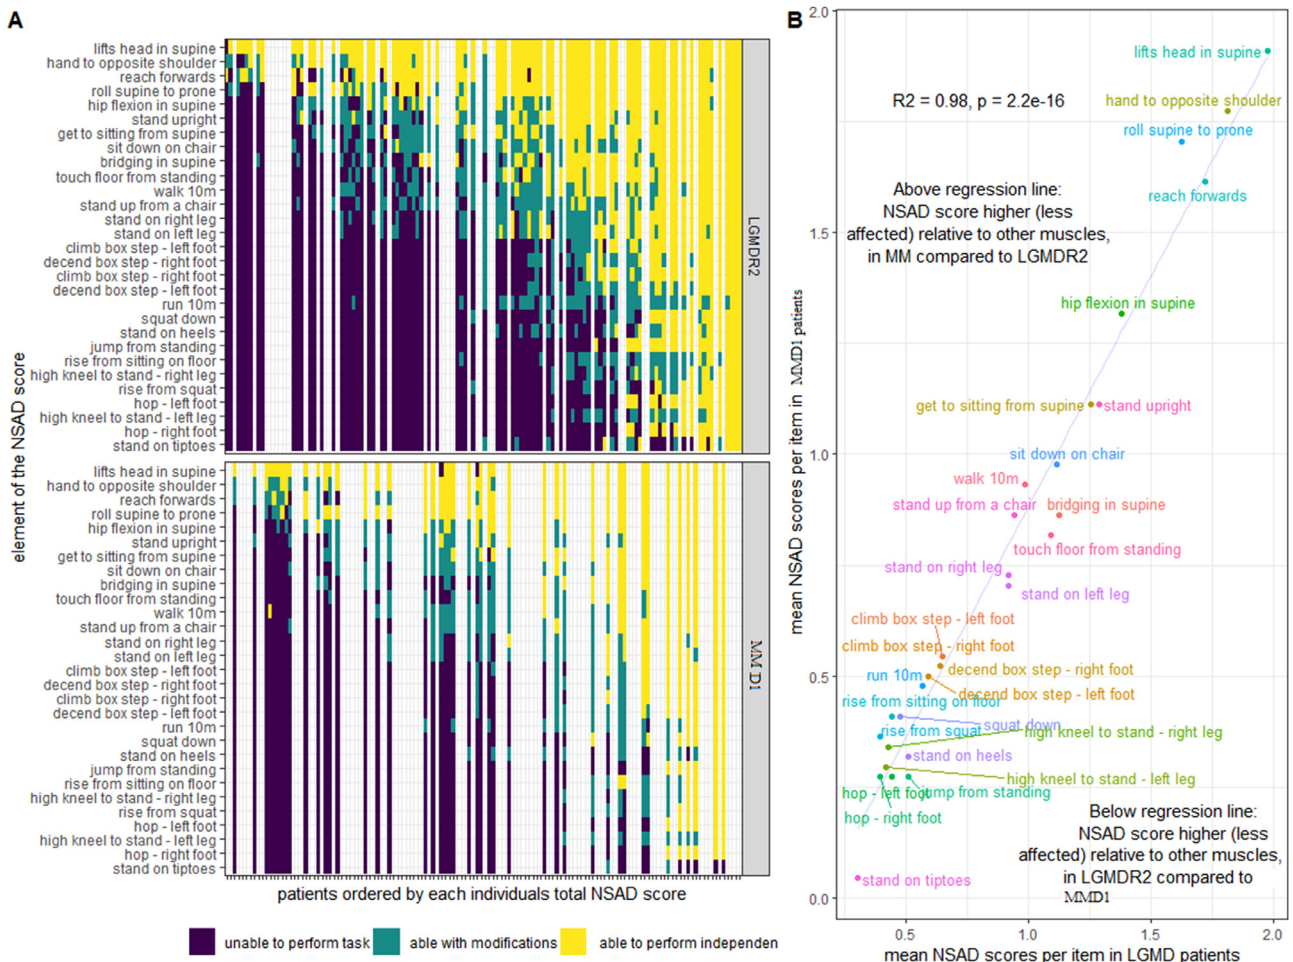 A
lifts head in supine
hand to opposite shoulder
reach forwards
roll supine to prone
hip flexion in supine
stand upright
get to sitting from supine
sit down on chair
bridging in supine
touch floor from standing
walk 10m
stand up from a chair
stand on right leg
stand on left leg
climb box step - left foot
decend box step - right foot
climb box step - right foot
decend box step - left foot
run 10m
squat down
stand on heels
jump from standing
rise from sitting on floor
high kneel to stand - right leg
rise from squat
hop - left foot
high kneel to stand - left leg
hop - right foot
stand on tiptoes
LGMDR2
lifts head in supine
hand to opposite shoulder
reach forwards
roll supine to prone
hip flexion in supine
stand upright
get to sitting from supine
sit down on chair
bridging in supine
touch floor from standing
walk 10m
stand up from a chair
stand on right leg
stand on left leg
climb box step - left foot
decend box step - right foot
climb box step - right foot
decend box step - left foot
run 10m
squat down
stand on heels
jump from standing
rise from sitting on floor
high kneel to stand - right leg
rise from squat
hop - left foot
high kneel to stand - left leg
hop - right foot
stand on tiptoes
MM D1
element of the NSAD score
patients ordered by each individuals total NSAD score
unable to perform task
able with modifications
able to perform independen
B
2.0
1.5
1.0
0.5
0.0
mean NSAD scores per item in MMD1 patients
lifts head in supine
R2 = 0.98, p = 2.2e-16
hand to opposite shoulder
roll supine to prone
reach forwards
Above regression line:
NSAD score higher (less
affected) relative to other muscles,
in MM compared to LGMDR2
hip flexion in supine
get to sitting from supine
stand upright
sit down on chair
walk 10m
stand up from a chair
bridging in supine
touch floor from standing
stand on right leg
stand on left leg
climb box step - left foot
climb box step - right foot
decend box step - right foot
run 10m
decend box step - left foot
rise from sitting on floor
squat down
rise from squat
high kneel to stand - right leg
stand on heels
high kneel to stand - left leg
hop - left foot
jump from standing
hop - right foot
Below regression line:
NSAD score higher (less
affected) relative to other muscles,
in LGMDR2 compared to
MMD1
stand on tiptoes
0.5
1.0
1.5
2.0
mean NSAD scores per item in LGMD patients